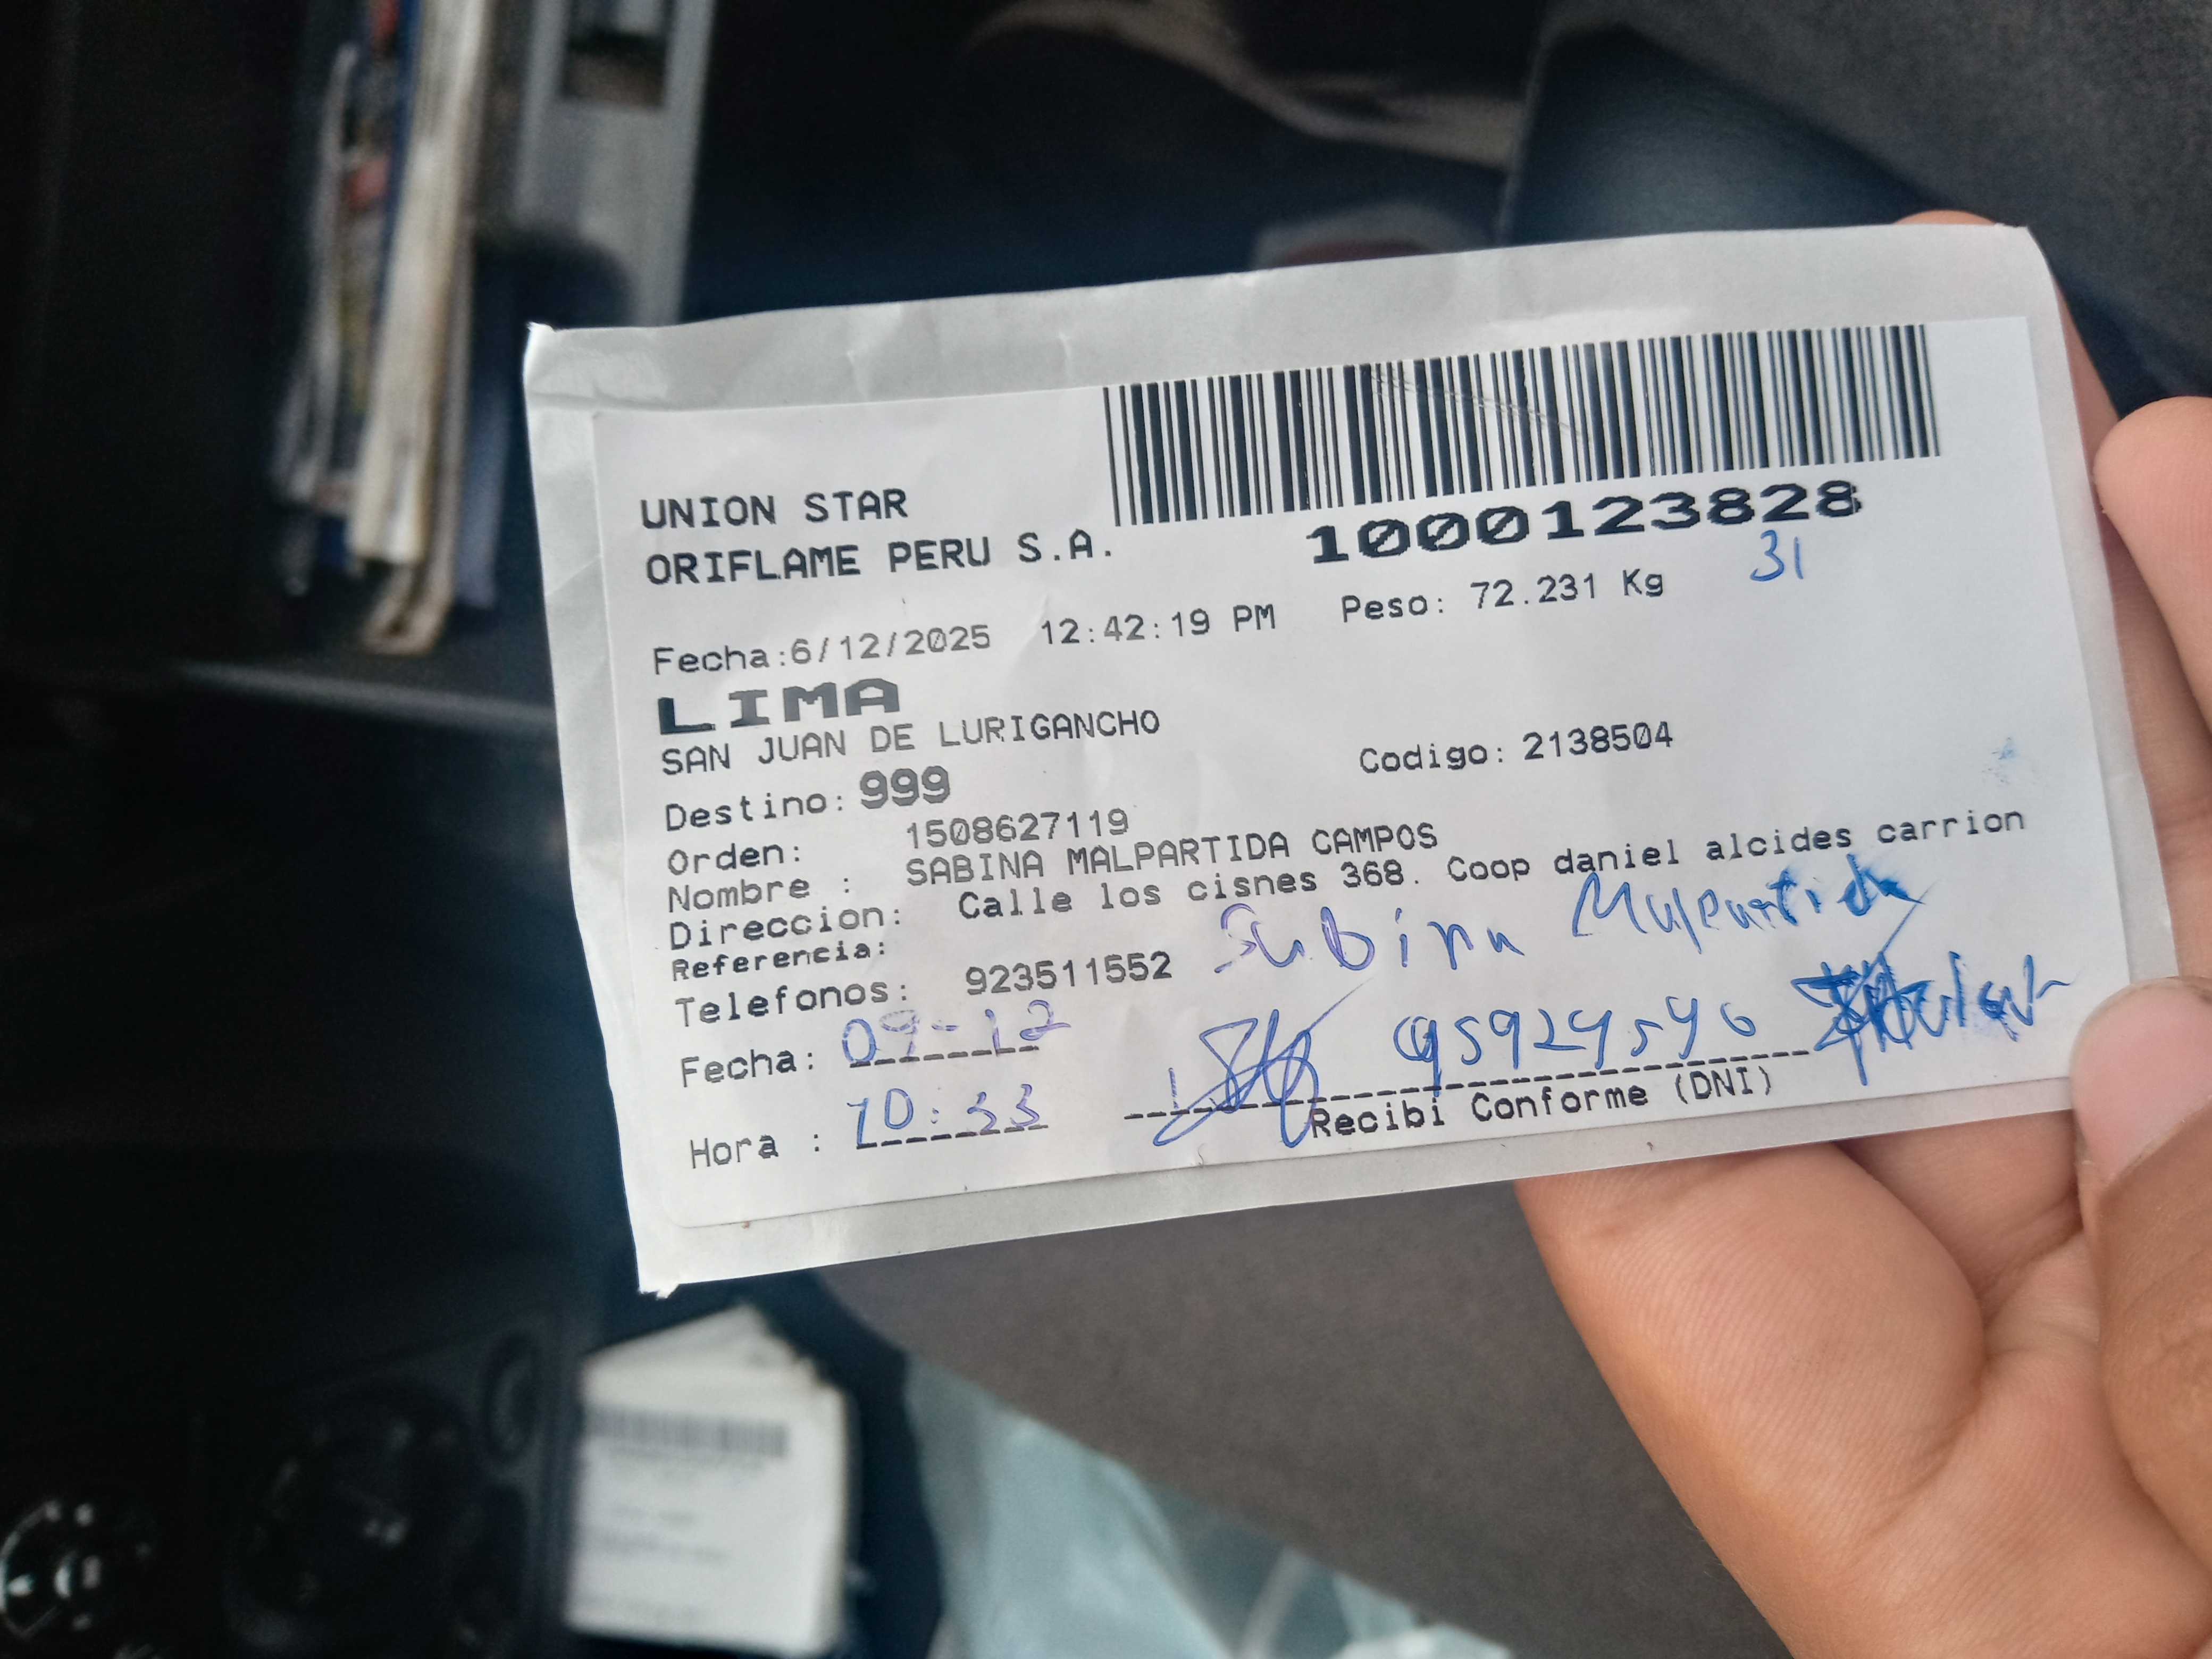 1000123828
UNION STAR
ORIFLAME PERU S.A.
31
Fecha:6/12/2025 12:42:19 PM Peso: 72.231 Kg
LIMA
SAN JUAN DE LURIGANCHO
Destino: 999 Codigo: 2138504
Orden: 1508627119
Nombre : SABINA MALPARTIDA CAMPOS
Direccion: Calle los cisnes 368. Coop daniel alcides carrion
Referencia:
Sabina Malpartida
Telefonos: 923511552
Fecha: 09-12
Hora : 10:33
Recibi Conforme (DNI)